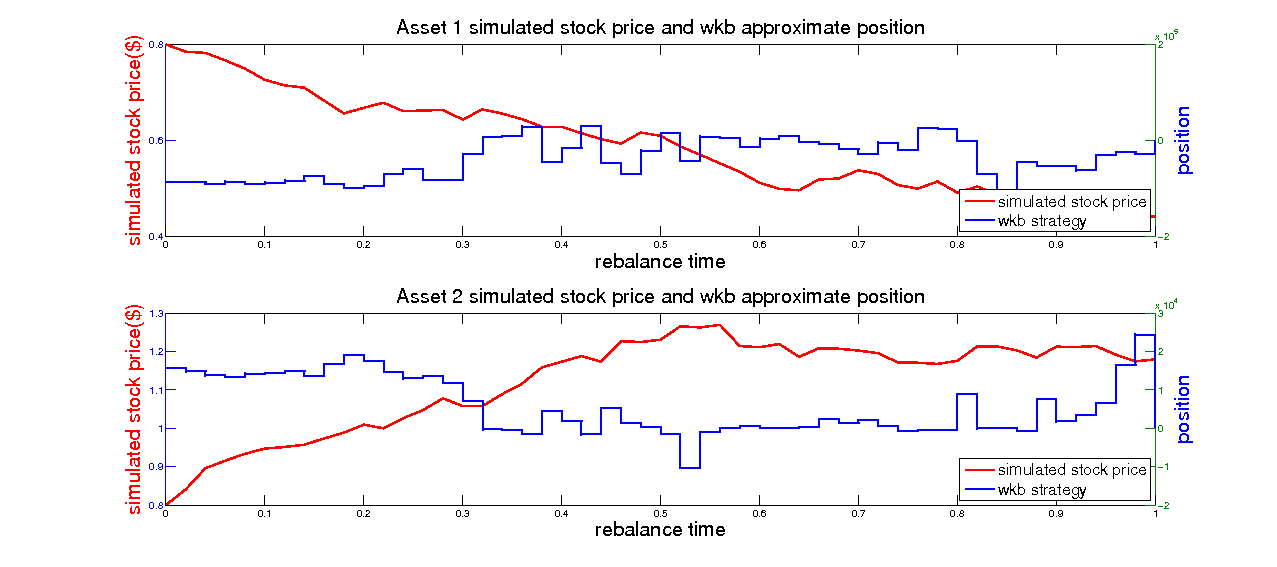 Asset 1 simulated stock price and wkb approximate position
x 10^5
simulated stock price($)
0.8
0.6
0.4
2
0
-2
position
simulated stock price
wkb strategy
0 0.1 0.2 0.3 0.4 0.5 0.6 0.7 0.8 0.9 1
rebalance time
Asset 2 simulated stock price and wkb approximate position
x 10^4
simulated stock price($)
1.3
1.2
1.1
1
0.9
0.8
3
2
1
0
-1
-2
position
simulated stock price
wkb strategy
0 0.1 0.2 0.3 0.4 0.5 0.6 0.7 0.8 0.9 1
rebalance time